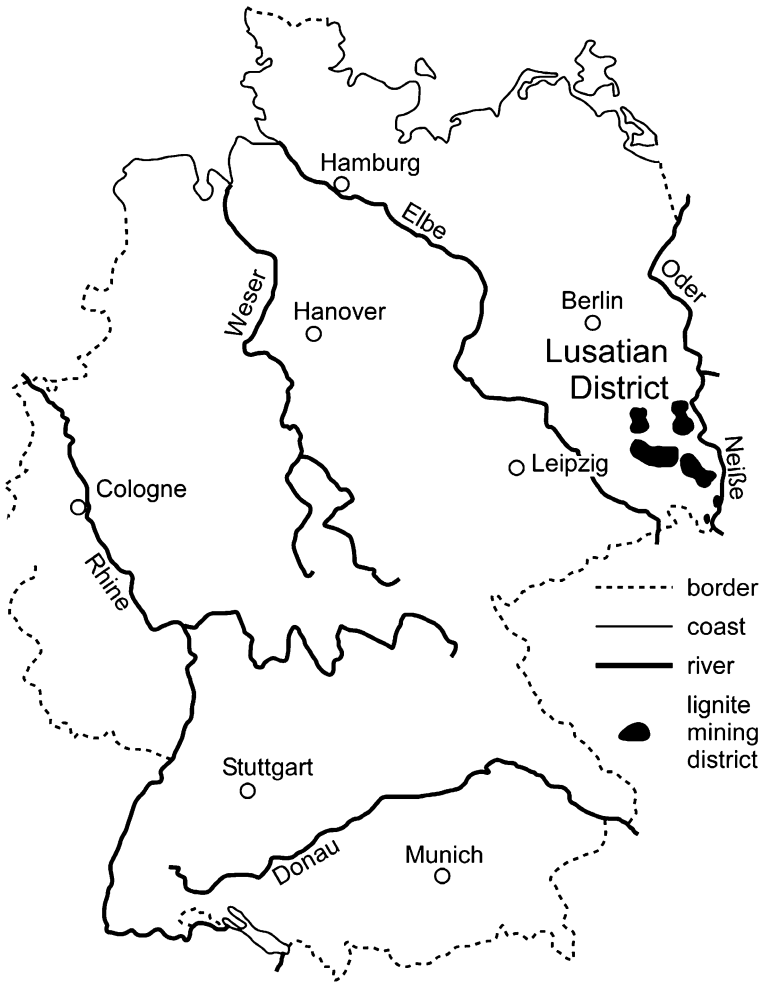 Hamburg
Elbe
Oder
Weser
Hanover
Berlin
Lusatian
District
Leipzig
Neiße
Cologne
Rhine
border
coast
river
lignite
mining
district
Stuttgart
Donau
Munich